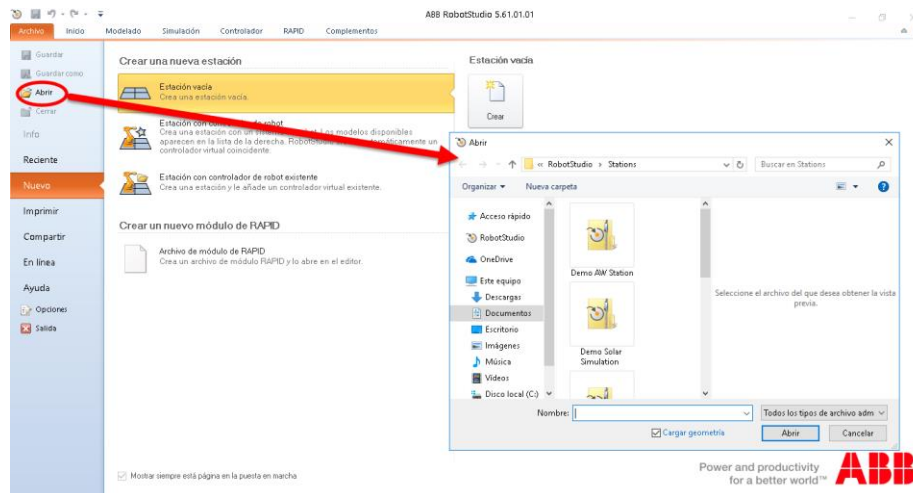 ABB RobotStudio 5.61.01.01
Archivo Inicio Modelado Simulación Controlador RAPID Complementos
Guardar
Guardar como
Abrir
Cerrar
Info
Reciente
Nuevo
Imprimir
Compartir
En línea
Ayuda
Opciones
Salida
Crear una nueva estación
Estación vacía
Crea una estación vacía.
Estación con robot
Crea una estación con un Los modelos disponibles
aparecen en la lista de la derecha. automáticamente un
controlador virtual coincidente.
Estación con controlador de robot existente
Crea una estación y le añade un controlador virtual existente.
Crear un nuevo módulo de RAPID
Archivo de módulo de RAPID
Crea un archivo de módulo RAPID y lo abre en el editor.
Estación vacía
Crear
Abrir
« RobotStudio > Stations
Buscar en Stations
Organizar Nueva carpeta
Acceso rápido
RobotStudio
OneDrive
Este equipo
Descargas
Documentos
Escritorio
Imágenes
Música
Vídeos
Disco local (C:)
Demo AW Station
Demo Solar
Simulation
Seleccione el archivo del que desea obtener la vista
previa.
Nombre:
Todos los tipos de archivo adm
Cargar geometría
Abrir Cancelar
Mostrar siempre está página en la puesta en marcha
Power and productivity
for a better world™
ABB